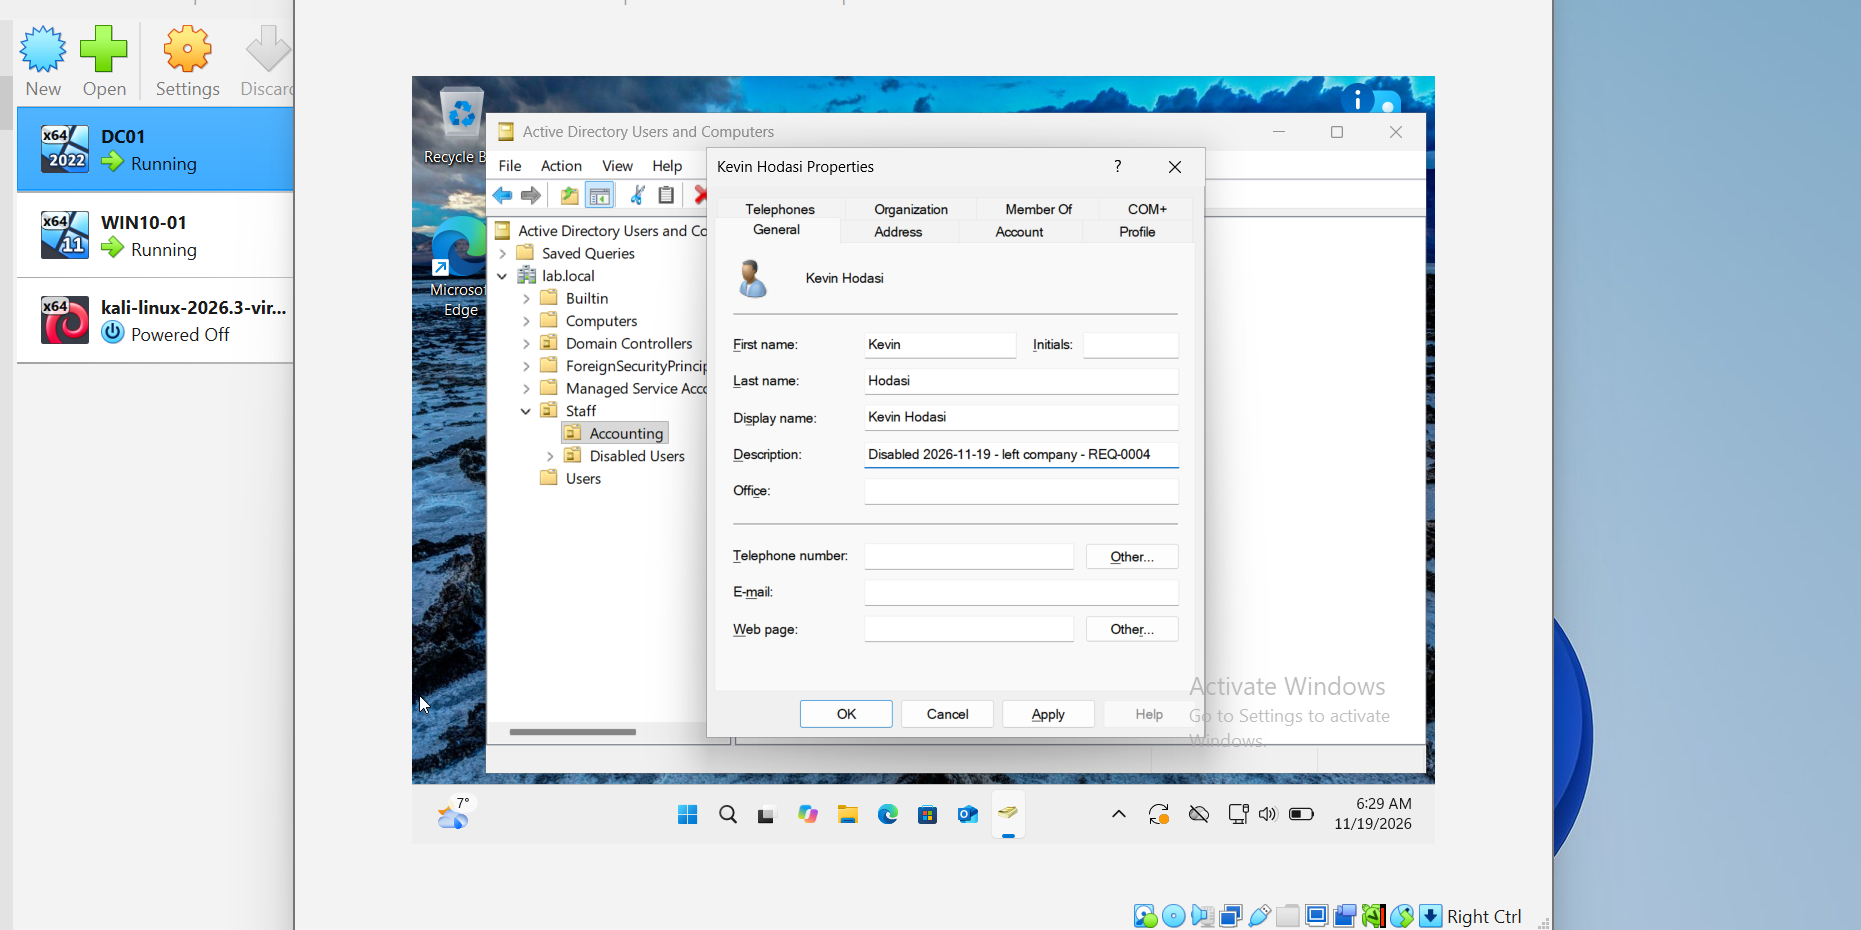 New
Open
Settings
Discard
x64
2022
DC01
Running
x64
11
WIN10-01
Running
x64
kali-linux-2026.3-vir...
Powered Off
Recycle B
Microsof
Edge
Active Directory Users and Computers
File Action View Help
Active Directory Users and Co
Saved Queries
lab.local
Builtin
Computers
Domain Controllers
ForeignSecurityPrincip
Managed Service Acco
Staff
Accounting
Disabled Users
Users
Kevin Hodasi Properties
?
Telephones Organization Member Of COM+
General Address Account Profile
Kevin Hodasi
First name: Kevin Initials:
Last name: Hodasi
Display name: Kevin Hodasi
Description: Disabled 2026-11-19 - left company - REQ-0004
Office:
Telephone number: Other...
E-mail:
Web page: Other...
OK Cancel Apply Help
Activate Windows
Go to Settings to activate
Windows.
7°
6:29 AM
11/19/2026
Right Ctrl